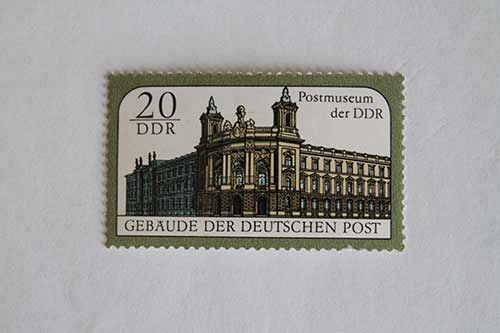 20
DDR
Postmuseum
der DDR
GEBÄUDE DER DEUTSCHEN POST